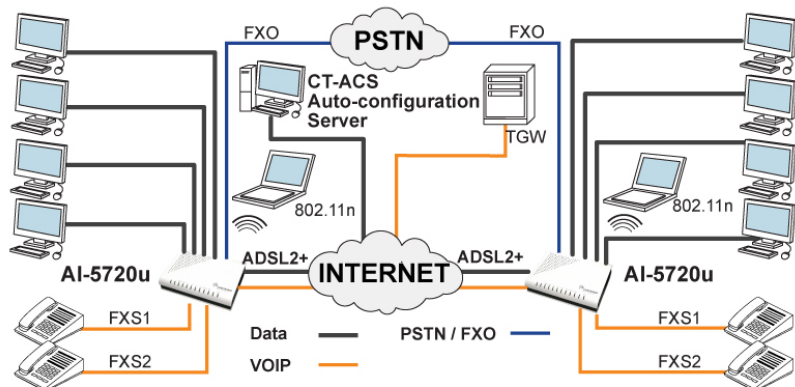 FXO
PSTN
FXO
CT-ACS
Auto-configuration
Server
TGW
802.11n
802.11n
ADSL2+
INTERNET
ADSL2+
AI-5720u
AI-5720u
FXS1
FXS2
Data
PSTN / FXO
VOIP
FXS1
FXS2